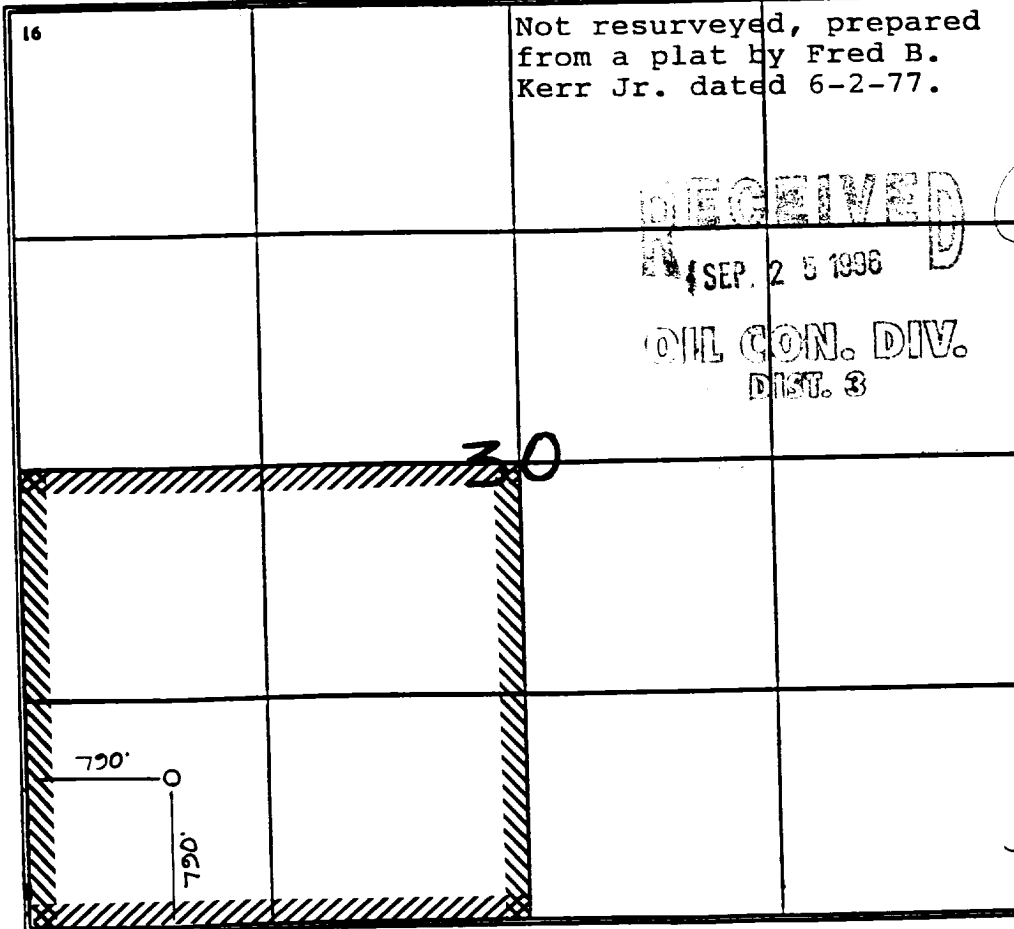 16
Not resurveyed, prepared
from a plat by Fred B.
Kerr Jr. dated 6-2-77.
RECEIVED
SEP. 2 5 1996
OIL CON. DIV.
DIST. 3
30
790.
790.